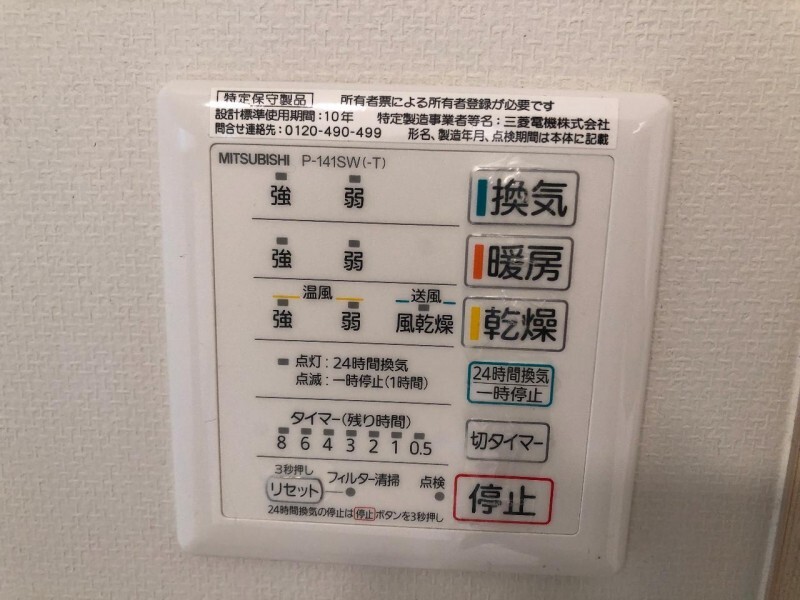 特定保守製品 所有者票による所有者登録が必要です
設計標準使用期間:10年 特定製造事業者等名:三菱電機株式会社
問合せ連絡先:0120-490-499 形名、製造年月、点検期間は本体に記載
MITSUBISHI P-141SW(-T)
強 弱 換気
強 弱 暖房
温風 送風
強 弱 風乾燥 乾燥
点灯:24時間換気
点滅:一時停止(1時間)
24時間換気
一時停止
タイマー(残り時間)
8 6 4 3 2 1 0.5
切タイマー
3秒押し
リセット フィルター清掃 点検
停止
24時間換気の停止は停止ボタンを3秒押し